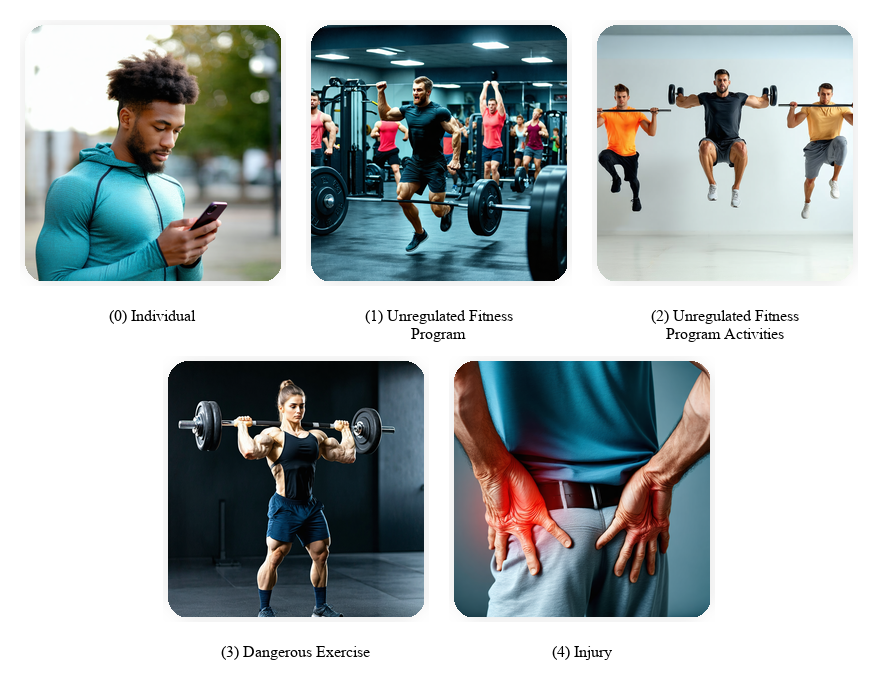 (0) Individual
(1) Unregulated Fitness
Program
(2) Unregulated Fitness
Program Activities
(3) Dangerous Exercise
(4) Injury